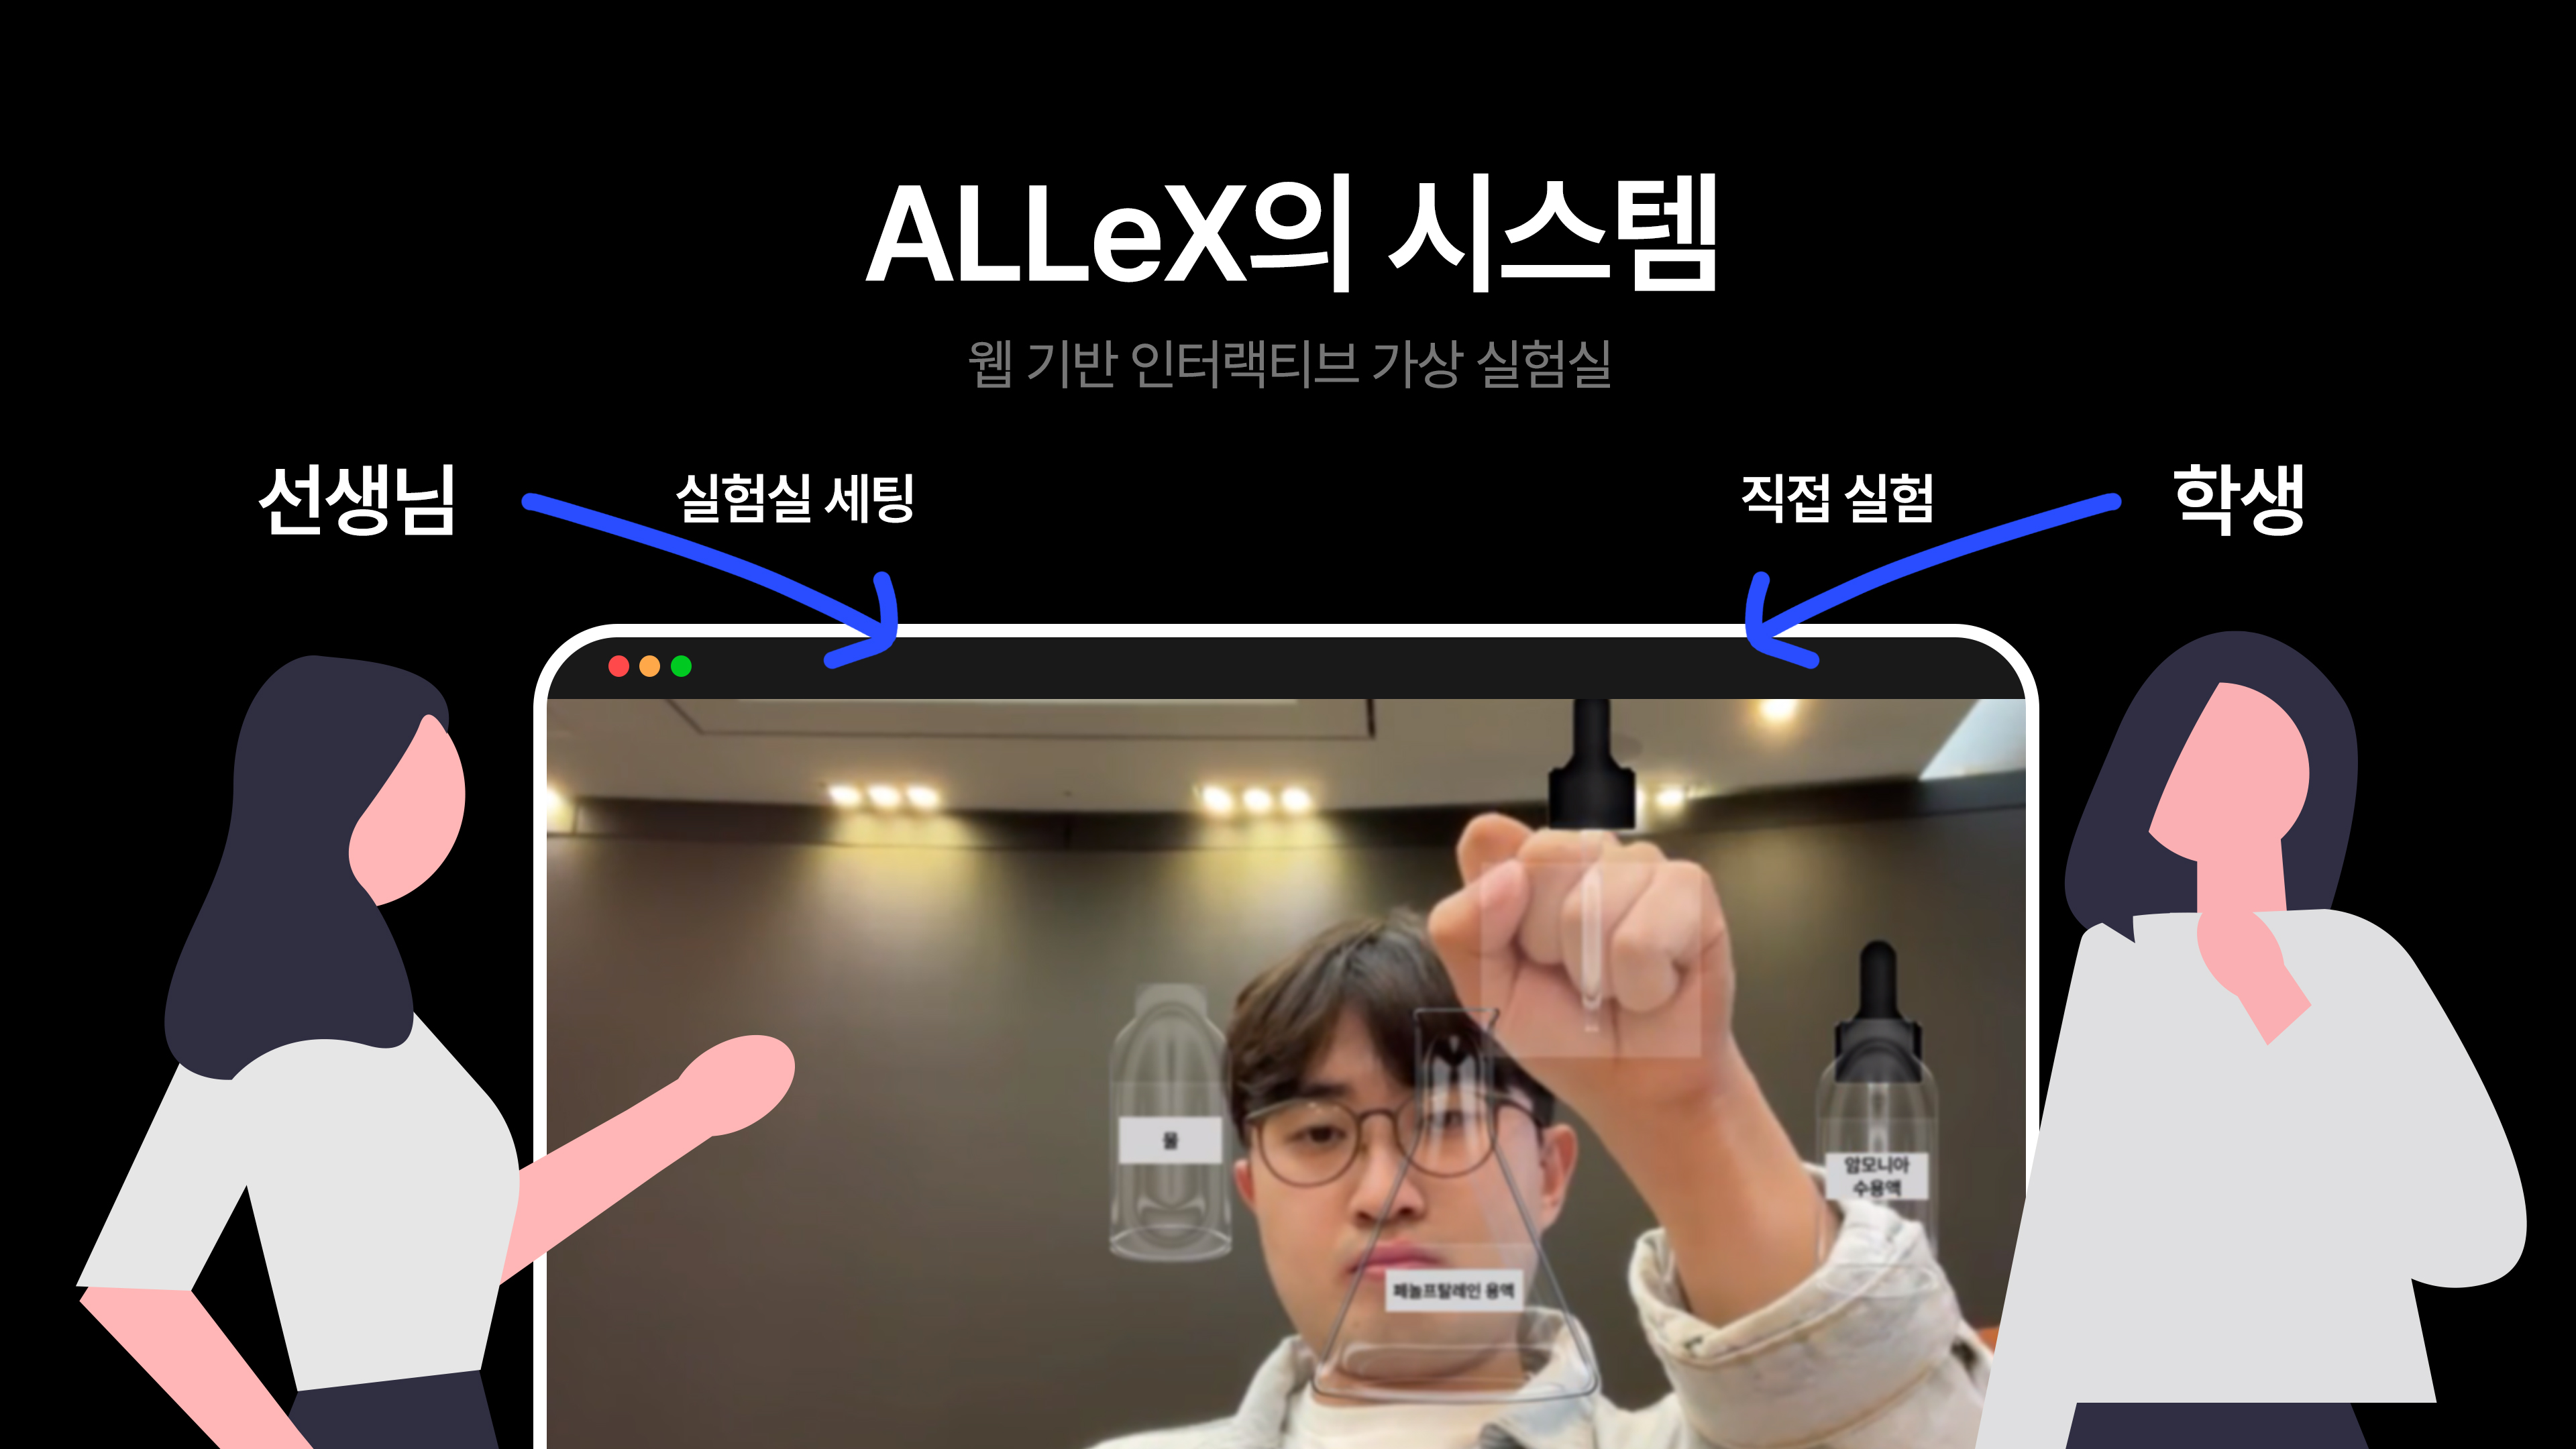 ALLeX의 시스템
웹 기반 인터랙티브 가상 실험실
선생님
실험실 세팅
직접 실험
학생
물
암모니아
수용액
페놀프탈레인 용액